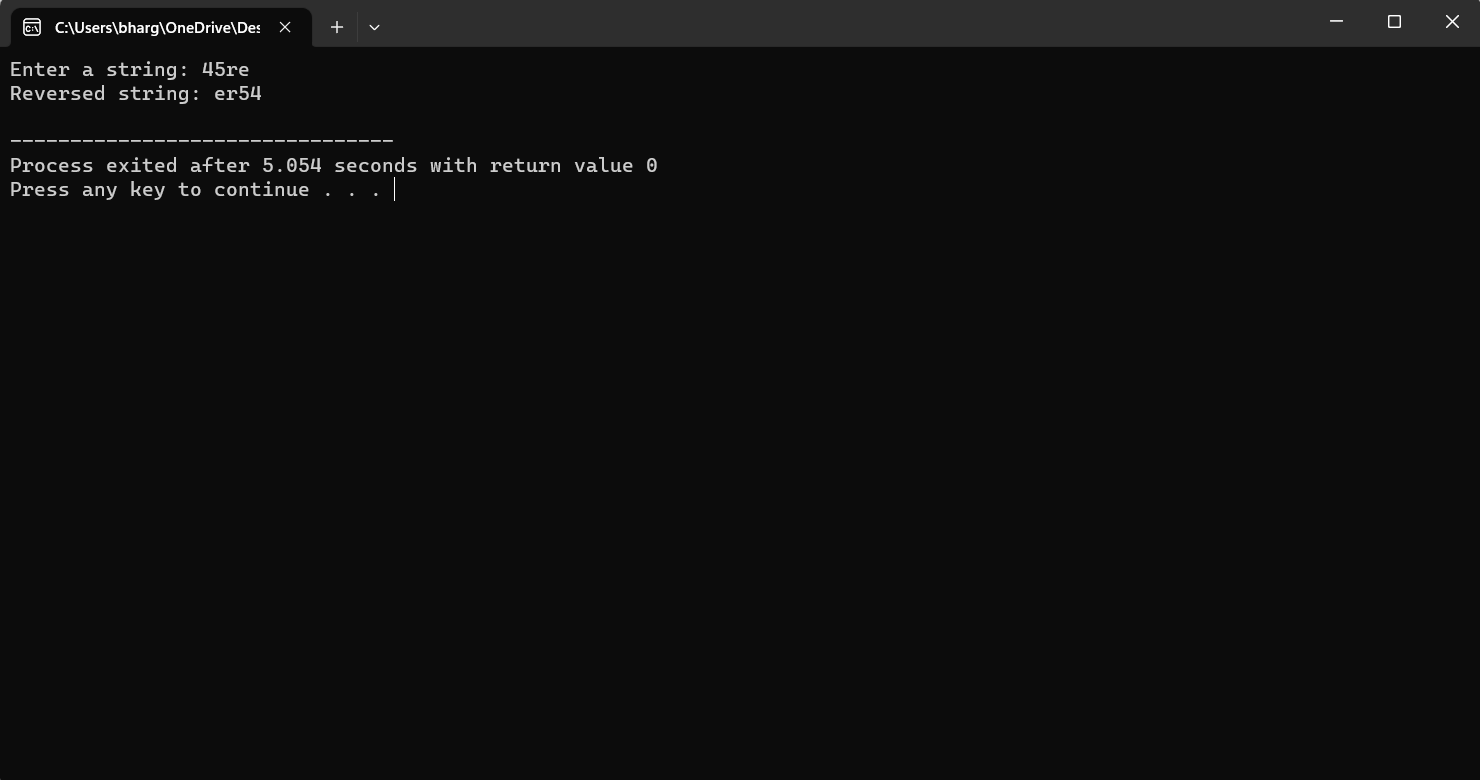 C:\Users\bharg\OneDrive\Des
Enter a string: 45re
Reversed string: er54
--------------------------------
Process exited after 5.054 seconds with return value 0
Press any key to continue . . .